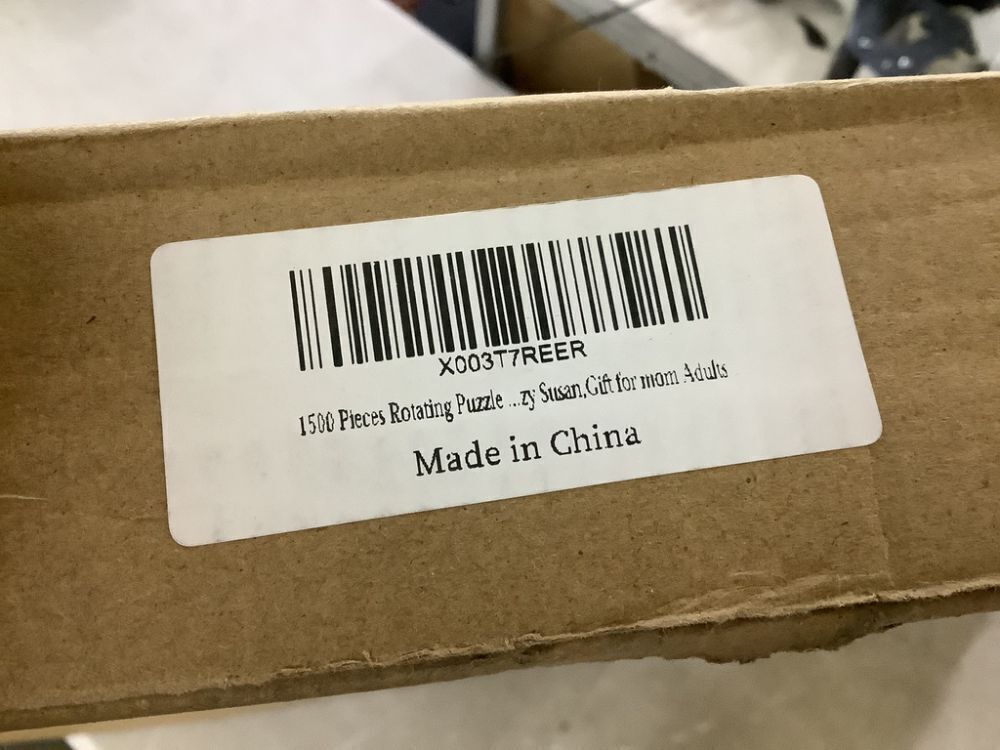 X003T7REER
1500 Pieces Rotating Puzzle ...zy Susan,Gift for mom Adults
Made in China